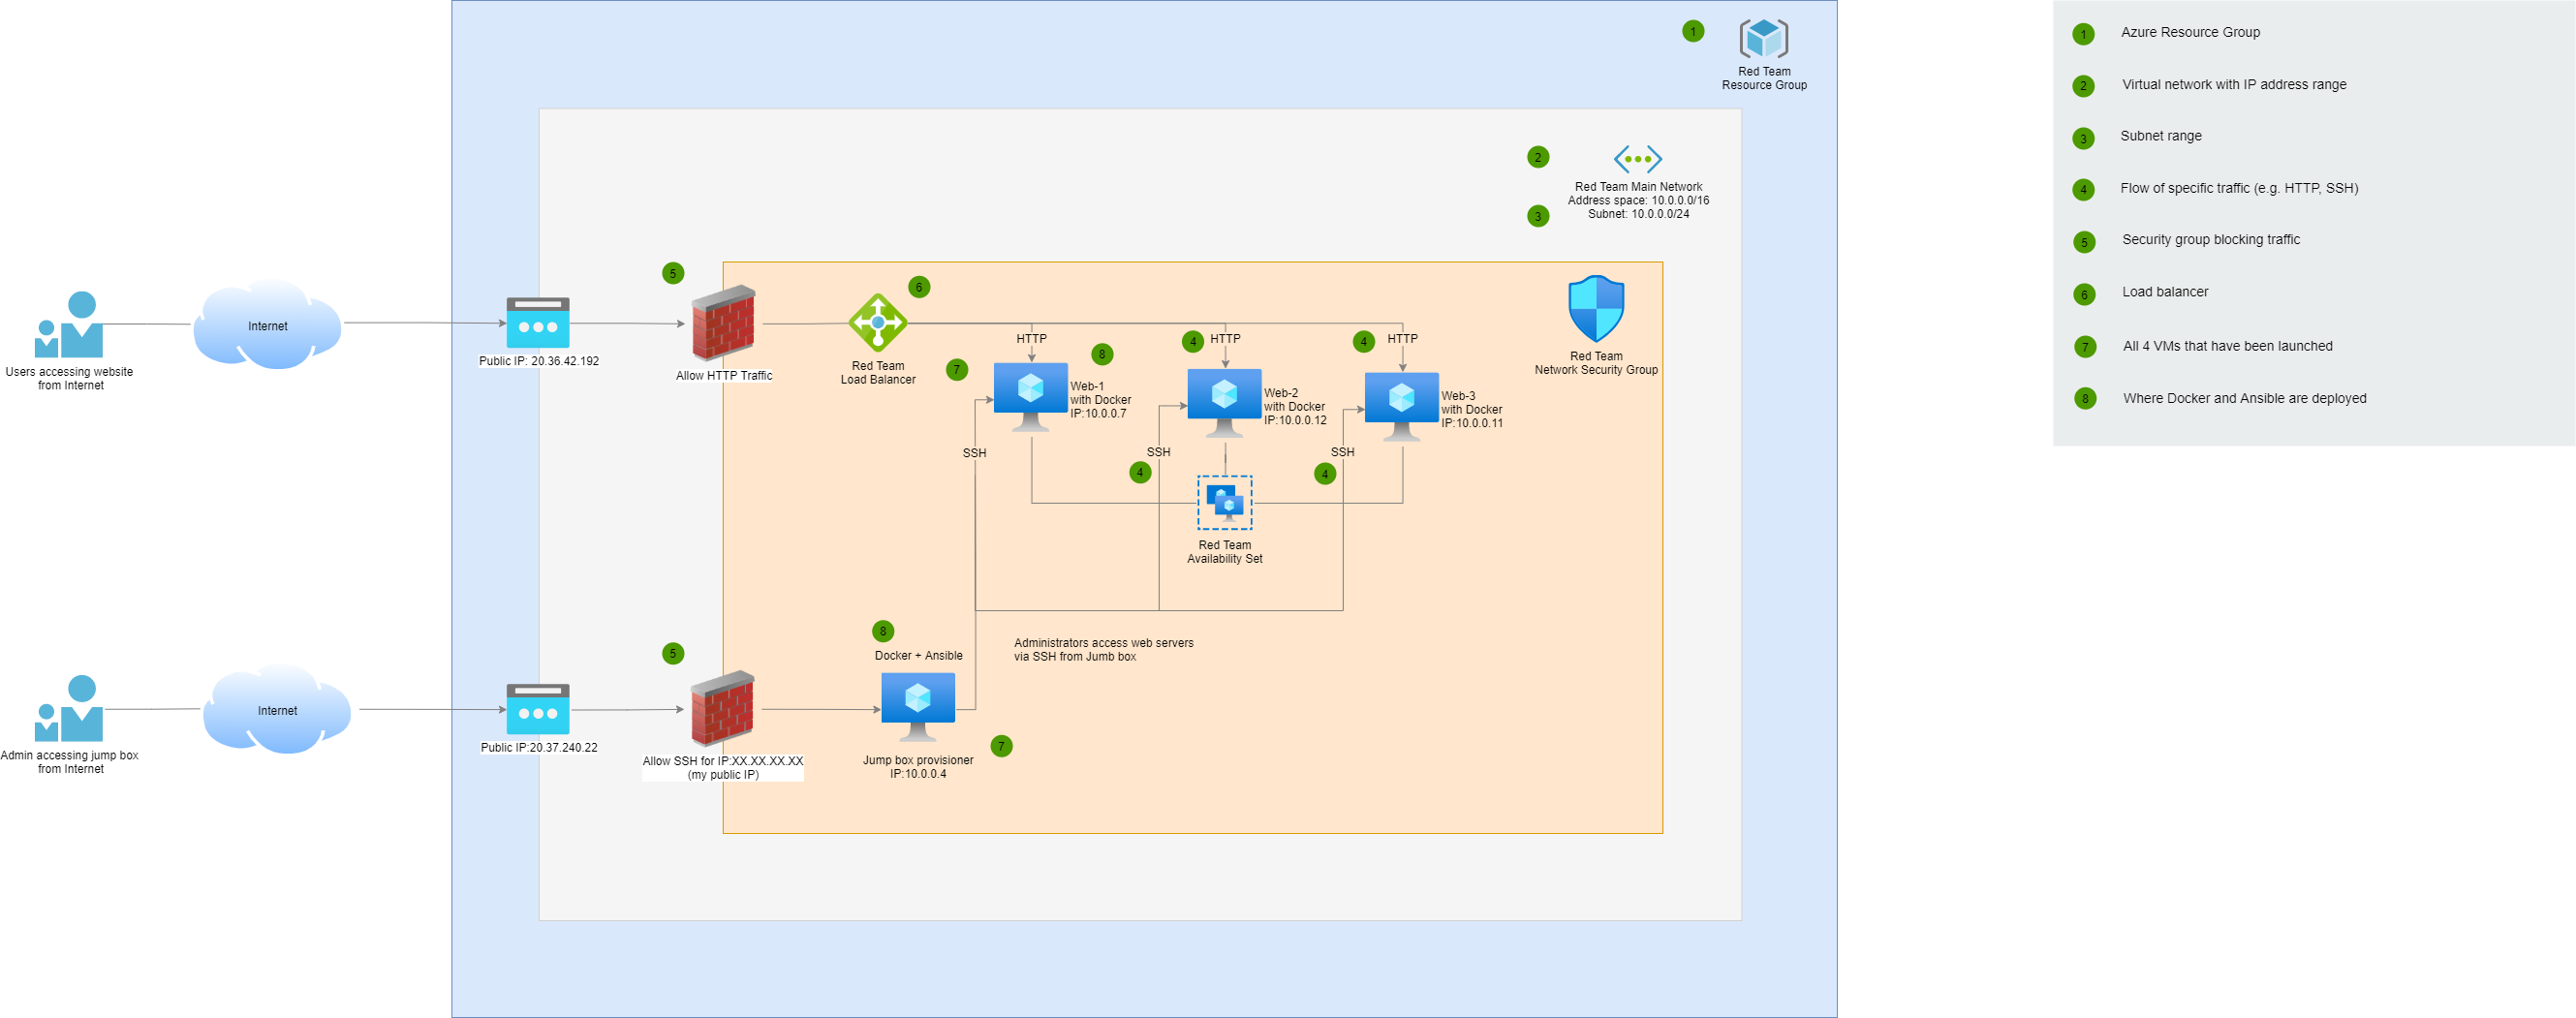 1
Red Team
Resource Group
2
Red Team Main Network
Address space: 10.0.0.0/16
3
Subnet: 10.0.0.0/24
Users accessing website
from Internet
Internet
Public IP: 20.36.42.192
5
Allow HTTP Traffic
6
Red Team
Load Balancer
HTTP
4
HTTP
4
HTTP
Red Team
Network Security Group
7
8
Web-1
with Docker
IP:10.0.0.7
Web-2
with Docker
IP:10.0.0.12
Web-3
with Docker
IP:10.0.0.11
SSH
SSH
4
SSH
4
Red Team
Availability Set
Admin accessing jump box
from Internet
Internet
Public IP:20.37.240.22
5
Allow SSH for IP:XX.XX.XX.XX
(my public IP)
8
Docker + Ansible
Jump box provisioner
IP:10.0.0.4
7
Administrators access web servers
via SSH from Jumb box
1 Azure Resource Group
2 Virtual network with IP address range
3 Subnet range
4 Flow of specific traffic (e.g. HTTP, SSH)
5 Security group blocking traffic
6 Load balancer
7 All 4 VMs that have been launched
8 Where Docker and Ansible are deployed